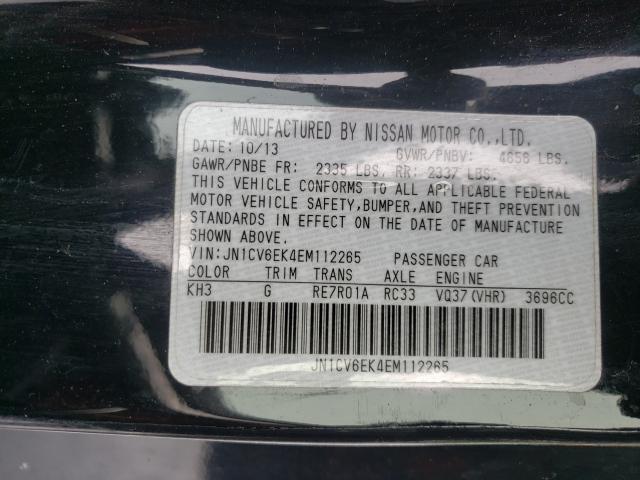 MANUFACTURED BY NISSAN MOTOR CO.,LTD.
DATE: 10/13 GVWR/PNBV: 4658 LBS.
GAWR/PNBE FR: 2335 LBS. RR: 2337 LBS.
THIS VEHICLE CONFORMS TO ALL APPLICABLE FEDERAL
MOTOR VEHICLE SAFETY,BUMPER,AND THEFT PREVENTION
STANDARDS IN EFFECT ON THE DATE OF MANUFACTURE
SHOWN ABOVE.
VIN:JN1CV6EK4EM112265 PASSENGER CAR
COLOR TRIM TRANS AXLE ENGINE
KH3 G RE7R01A RC33 VQ37(VHR) 3696CC
JN1CV6EK4EM112265